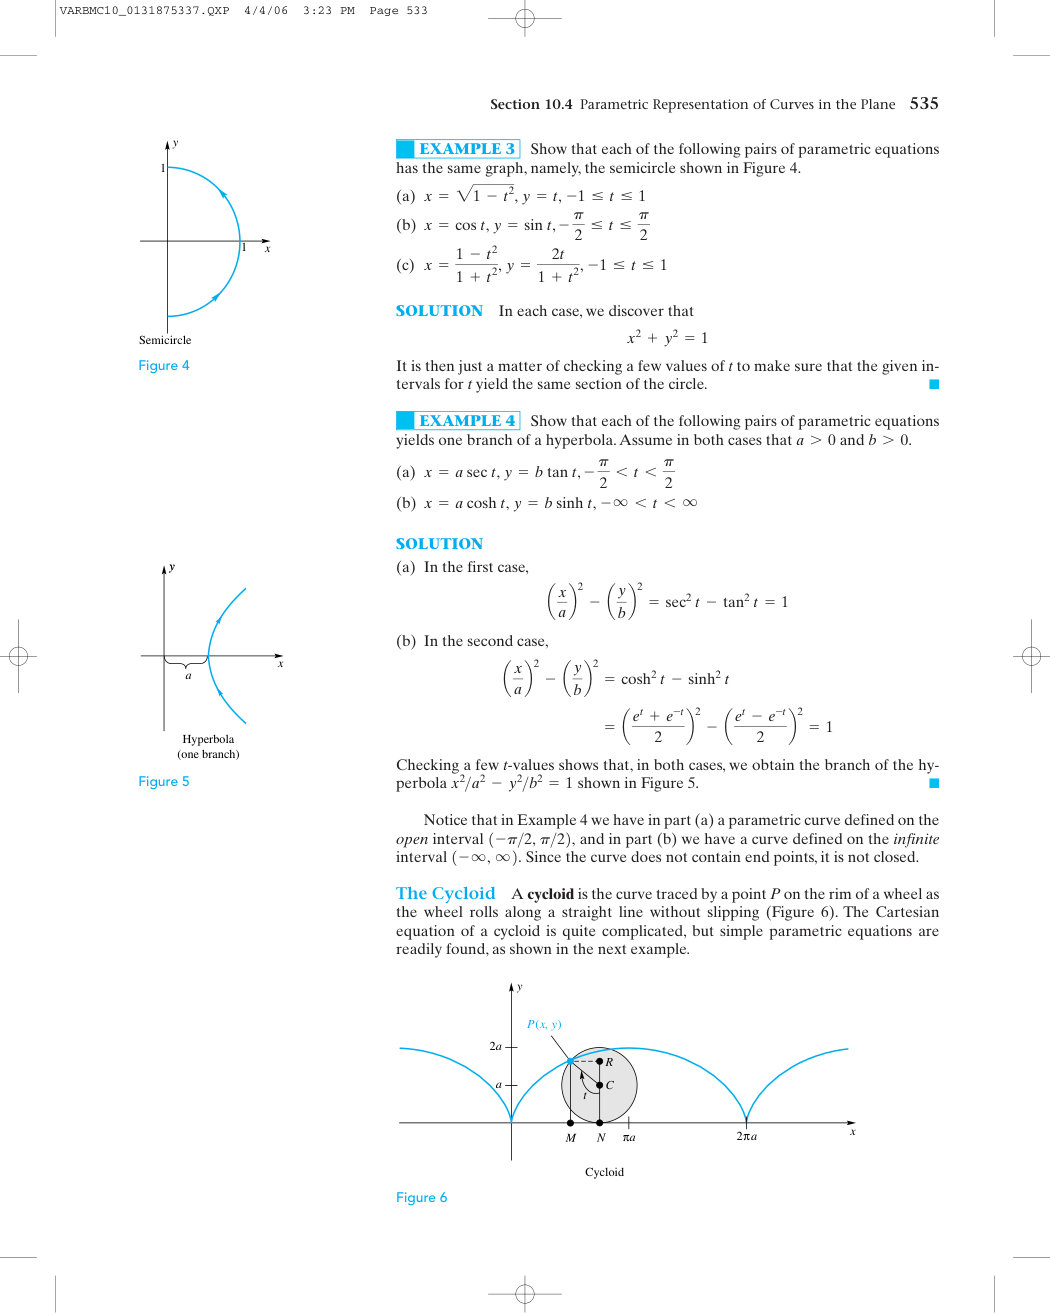 VARBMC10_0131875337.QXP 4/4/06 3:23 PM Page 533
Section 10.4 Parametric Representation of Curves in the Plane 535
y
1
1
x
Semicircle
Figure 4
EXAMPLE 3 Show that each of the following pairs of parametric equations
has the same graph, namely, the semicircle shown in Figure 4.
(a) x = √(1 − t²), y = t, −1 ≤ t ≤ 1
(b) x = cos t, y = sin t, −π/2 ≤ t ≤ π/2
(c) x = (1 − t²)/(1 + t²), y = 2t/(1 + t²), −1 ≤ t ≤ 1
SOLUTION In each case, we discover that
x² + y² = 1
It is then just a matter of checking a few values of t to make sure that the given in-
tervals for t yield the same section of the circle.
EXAMPLE 4 Show that each of the following pairs of parametric equations
yields one branch of a hyperbola. Assume in both cases that a > 0 and b > 0.
(a) x = a sec t, y = b tan t, −π/2 < t < π/2
(b) x = a cosh t, y = b sinh t, −∞ < t < ∞
SOLUTION
(a) In the first case,
(x/a)² − (y/b)² = sec² t − tan² t = 1
(b) In the second case,
(x/a)² − (y/b)² = cosh² t − sinh² t
= ((eᵗ + e⁻ᵗ)/2)² − ((eᵗ − e⁻ᵗ)/2)² = 1
y
x
a
Hyperbola
(one branch)
Figure 5
Checking a few t-values shows that, in both cases, we obtain the branch of the hy-
perbola x²/a² − y²/b² = 1 shown in Figure 5.
Notice that in Example 4 we have in part (a) a parametric curve defined on the
open interval (−π/2, π/2), and in part (b) we have a curve defined on the infinite
interval (−∞, ∞). Since the curve does not contain end points, it is not closed.
The Cycloid A cycloid is the curve traced by a point P on the rim of a wheel as
the wheel rolls along a straight line without slipping (Figure 6). The Cartesian
equation of a cycloid is quite complicated, but simple parametric equations are
readily found, as shown in the next example.
y
P(x, y)
2a
R
a
C
t
M N πa 2πa x
Cycloid
Figure 6